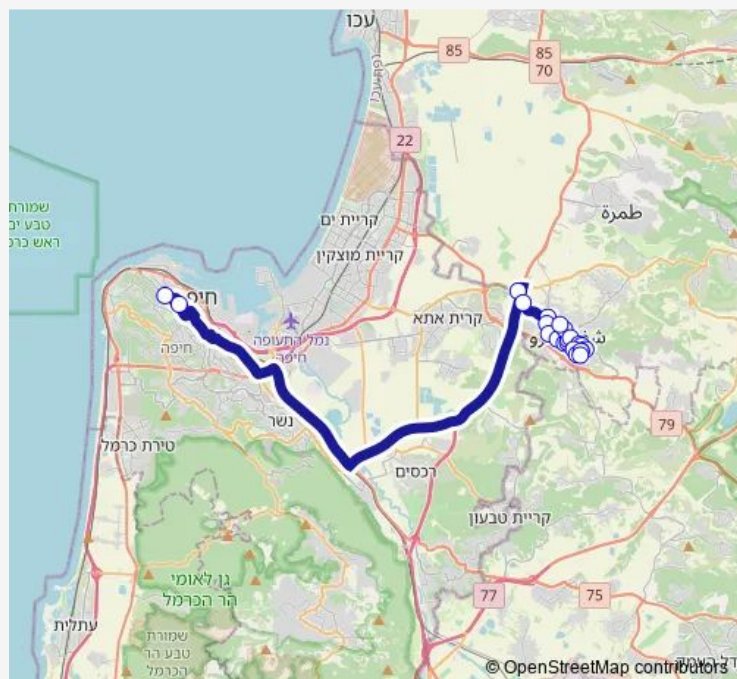 עכו
85
85
70
22
שמורת
טבע ים
ראש כרמל
טמרה
קריית ים
קריית מוצקין
חיפה
קרית אתא
נמל התעופה
חיפה
חיפה
נשר
79
טירת כרמל
רכסים
קריית טבעון
גן לאומי
הר הכרמל
77
75
עתלית
שמורת
טבע הר
הכרמל
© OpenStreetMap contributors